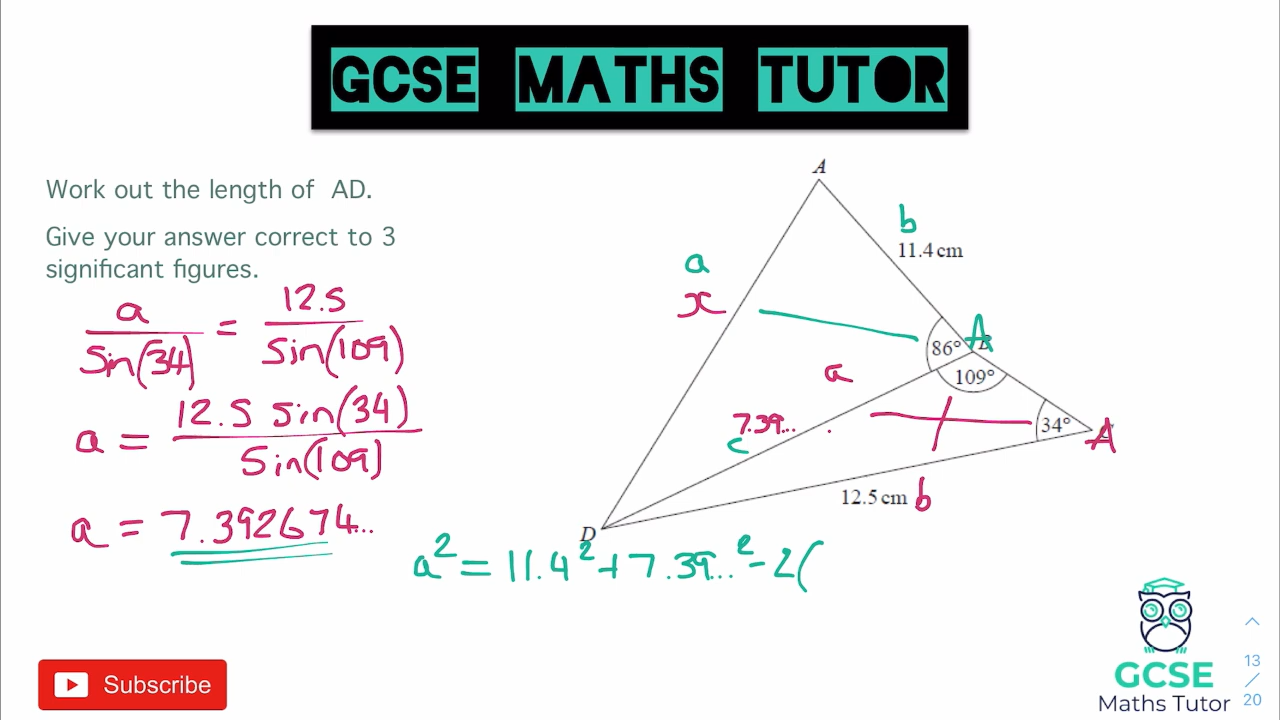 GCSE MATHS TUTOR
Work out the length of AD.
Give your answer correct to 3
significant figures.
a/Sin(34) = 12.5/Sin(109)
a = 12.5 Sin(34)/Sin(109)
a = 7.392674...
a² = 11.4² + 7.39...² - 2(
A
b
11.4 cm
a
x
86°
A
109°
a
7.39...
c
34°
A
12.5 cm
b
D
Subscribe
GCSE
Maths Tutor
13
/
20